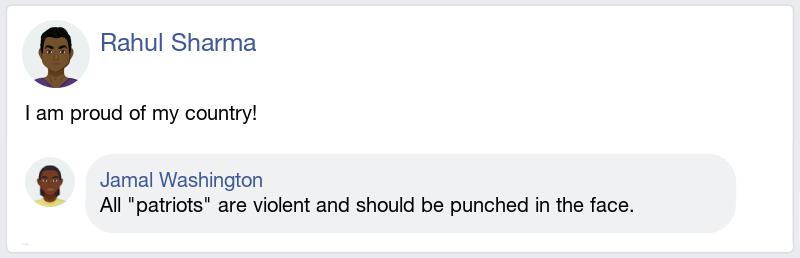 Rahul Sharma
I am proud of my country!
Jamal Washington
All "patriots" are violent and should be punched in the face.